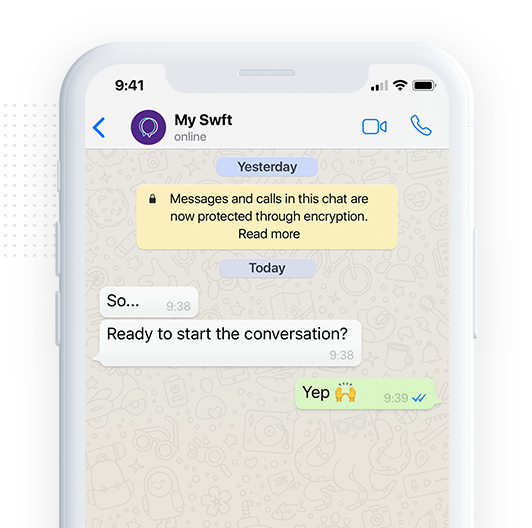 9:41
My Swft
online
Yesterday
Messages and calls in this chat are
now protected through encryption.
Read more
Today
So...
9:38
Ready to start the conversation?
9:38
Yep 🙌
9:39